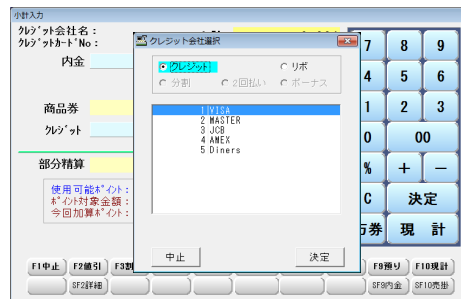 小計入力
クレジット会社名：
クレジットカードNo：
内金
商品券
クレジット
部分精算
使用可能ポイント：
ポイント対象金額：
今回加算ポイント：
クレジット会社選択
クレジット
リボ
分割
2回払い
ボーナス
1 VISA
2 MASTER
3 JCB
4 AMEX
5 Diners
中止
決定
7 8 9
4 5 6
1 2 3
0 00
% + －
C 決定
万券 現計
F1中止 F2値引 F3割 F9預り F10現計
SF2詳細 SF9内金 SF10売掛